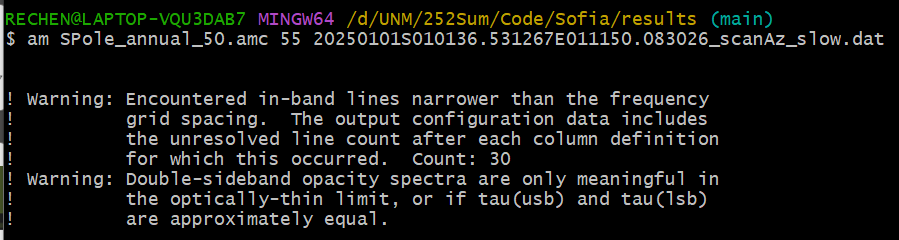 RECHEN@LAPTOP-VQU3DAB7 MINGW64 /d/UNM/252Sum/Code/Sofia/results (main)
$ am SPole_annual_50.amc 55 20250101S010136.531267E011150.083026_scanAz_slow.dat
! Warning: Encountered in-band lines narrower than the frequency
!          grid spacing.  The output configuration data includes
!          the unresolved line count after each column definition
!          for which this occurred.  Count: 30
! Warning: Double-sideband opacity spectra are only meaningful in
!          the optically-thin limit, or if tau(usb) and tau(lsb)
!          are approximately equal.